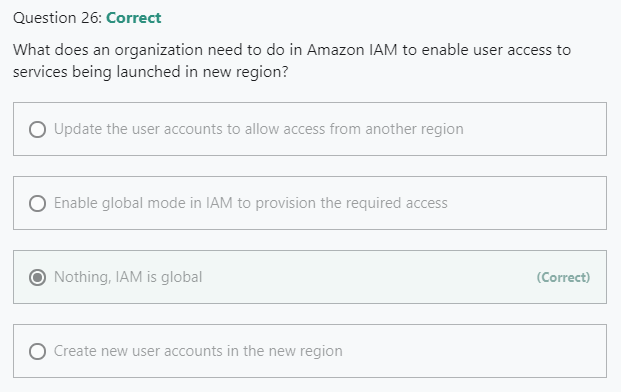 Question 26: Correct
What does an organization need to do in Amazon IAM to enable user access to
services being launched in new region?
Update the user accounts to allow access from another region
Enable global mode in IAM to provision the required access
Nothing, IAM is global (Correct)
Create new user accounts in the new region